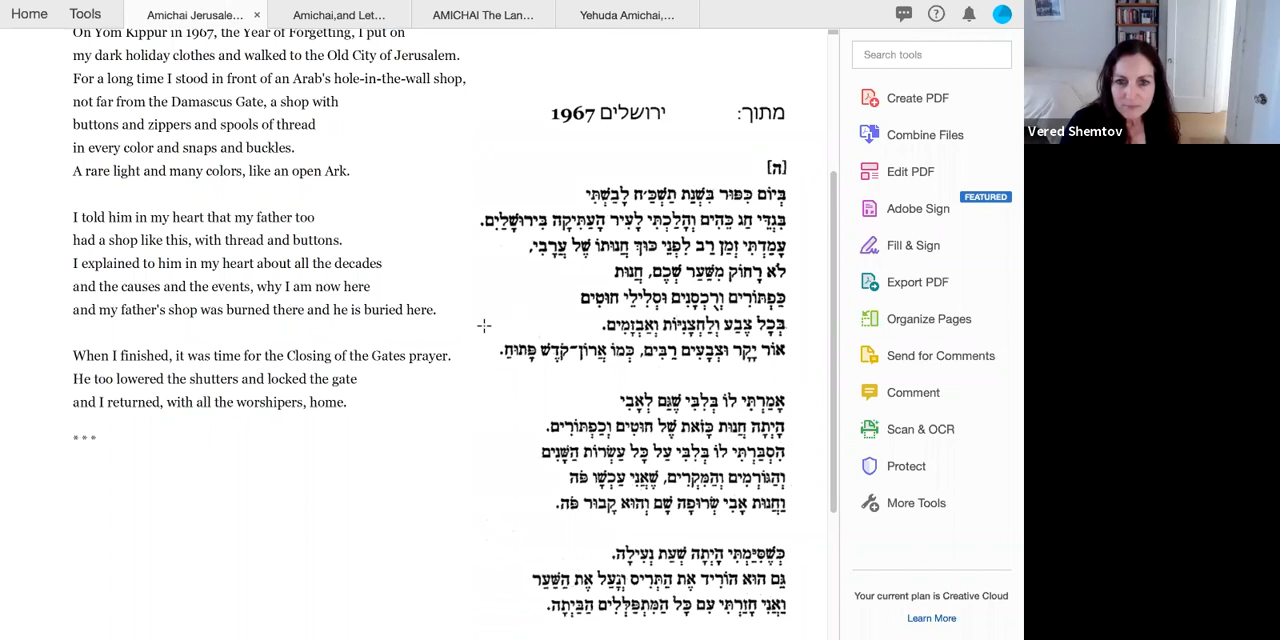 Home
Tools
Amichai Jerusale...
×
Amichai,and Let...
AMICHAI The Lan...
Yehuda Amichai,...
On Yom Kippur in 1967, the Year of Forgetting, I put on
my dark holiday clothes and walked to the Old City of Jerusalem.
For a long time I stood in front of an Arab's hole-in-the-wall shop,
not far from the Damascus Gate, a shop with
buttons and zippers and spools of thread
in every color and snaps and buckles.
A rare light and many colors, like an open Ark.
I told him in my heart that my father too
had a shop like this, with thread and buttons.
I explained to him in my heart about all the decades
and the causes and the events, why I am now here
and my father's shop was burned there and he is buried here.
When I finished, it was time for the Closing of the Gates prayer.
He too lowered the shutters and locked the gate
and I returned, with all the worshipers, home.
* * *
מתוך: ירושלים 1967
[ה]
בְּיוֹם כִּפּוּר בִּשְׁנַת תַּשְׁכַּ״ח לָבַשְׁתִּי
בִּגְדֵי חַג כֵּהִים וְהָלַכְתִּי לָעִיר הָעַתִּיקָה בִּירוּשָׁלַיִם.
עָמַדְתִּי זְמַן רַב לִפְנֵי כּוּךְ חֲנוּתוֹ שֶׁל עֲרָבִי,
לֹא רָחוֹק מִשַּׁעַר שְׁכֶם, חֲנוּת
כַּפְתּוֹרִים וְרֻכְסָנִים וּסְלִילֵי חוּטִים
בְּכָל צֶבַע וְלַחְצָנִיּוֹת וְאַבְזָמִים.
אוֹר יָקָר וּצְבָעִים רַבִּים, כְּמוֹ אֲרוֹן־קֹדֶשׁ פָּתוּחַ.
אָמַרְתִּי לוֹ בְּלִבִּי שֶׁגַּם לְאָבִי
הָיְתָה חֲנוּת כָּזֹאת שֶׁל חוּטִים וְכַפְתּוֹרִים.
הִסְבַּרְתִּי לוֹ בְּלִבִּי עַל כָּל עַשְׂרוֹת הַשָּׁנִים
וְהַגּוֹרְמִים וְהַמִּקְרִים, שֶׁאֲנִי עַכְשָׁו פֹּה
וַחֲנוּת אָבִי שְׂרוּפָה שָׁם וְהוּא קָבוּר פֹּה.
כְּשֶׁסִּיַּמְתִּי הָיְתָה שְׁעַת נְעִילָה.
גַּם הוּא הוֹרִיד אֶת הַתְּרִיס וְנָעַל אֶת הַשַּׁעַר
וַאֲנִי חָזַרְתִּי עִם כָּל הַמִּתְפַּלְּלִים הַבַּיְתָה.
Search tools
Create PDF
Combine Files
Edit PDF
FEATURED
Adobe Sign
Fill & Sign
Export PDF
Organize Pages
Send for Comments
Comment
Scan & OCR
Protect
More Tools
Your current plan is Creative Cloud
Learn More
Vered Shemtov